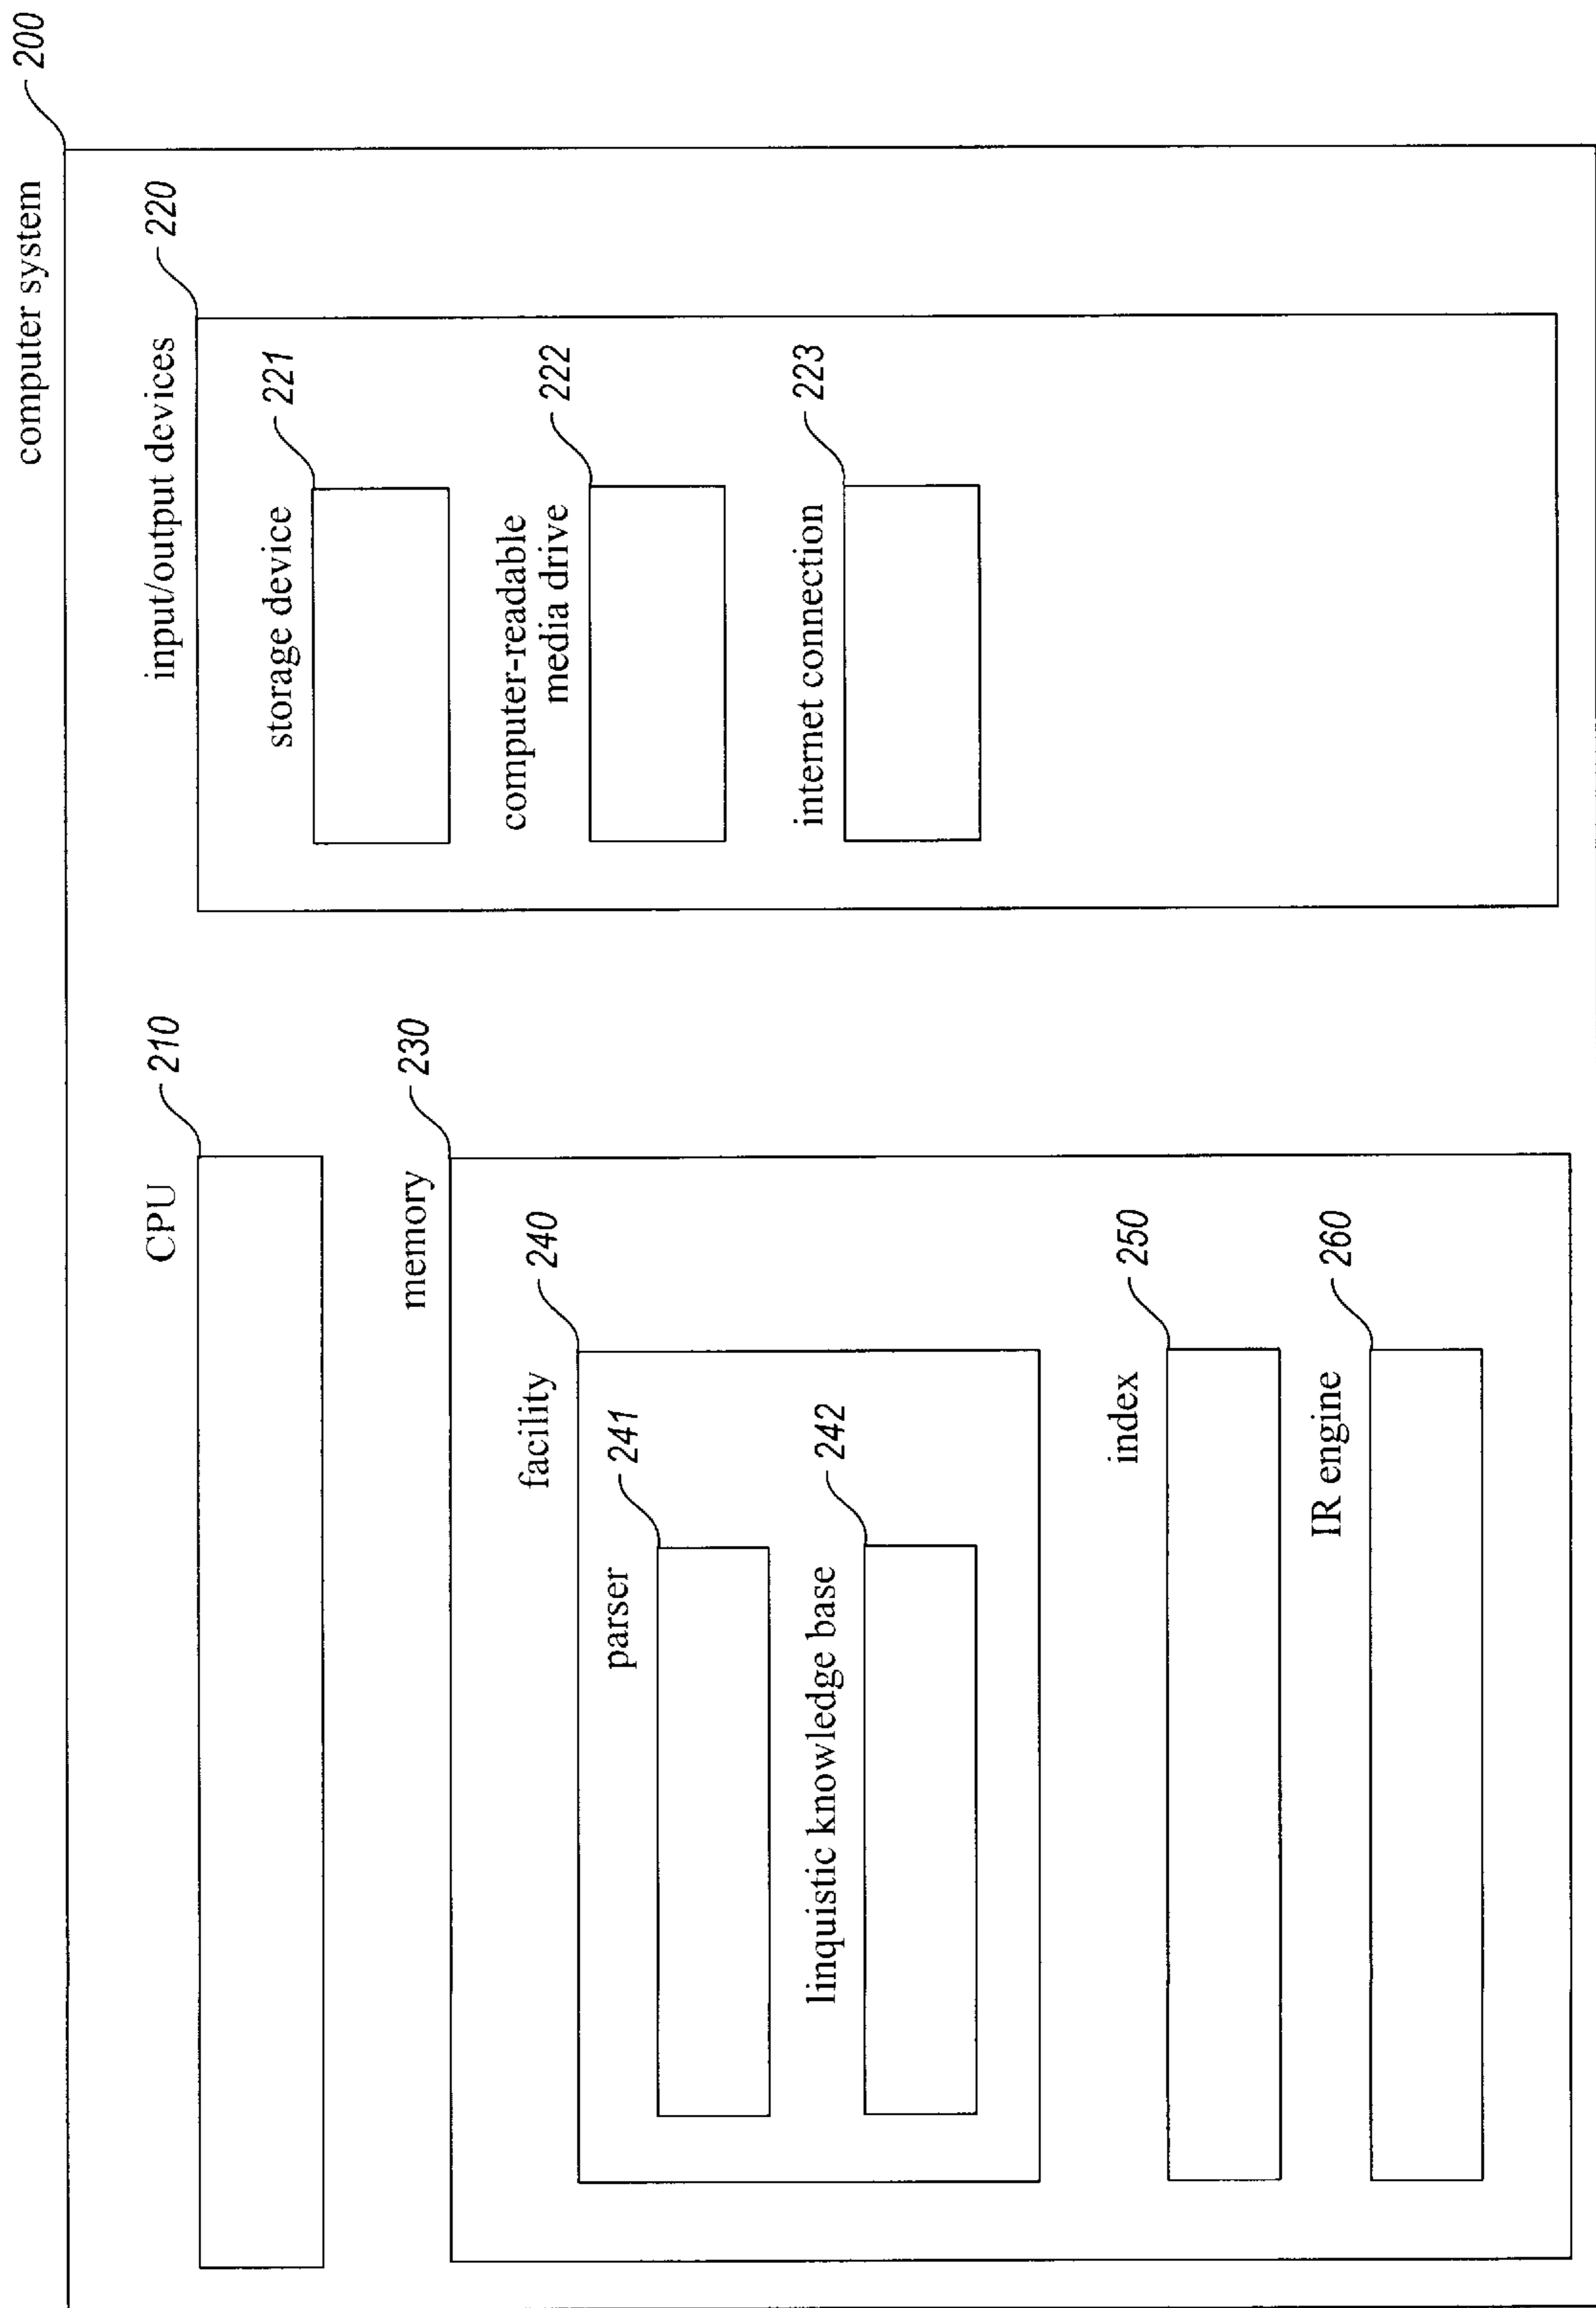 computer system
200
CPU
210
memory
230
facility
240
parser
241
linquistic knowledge base
242
index
250
IR engine
260
input/output devices
220
storage device
221
computer-readable
media drive
222
internet connection
223